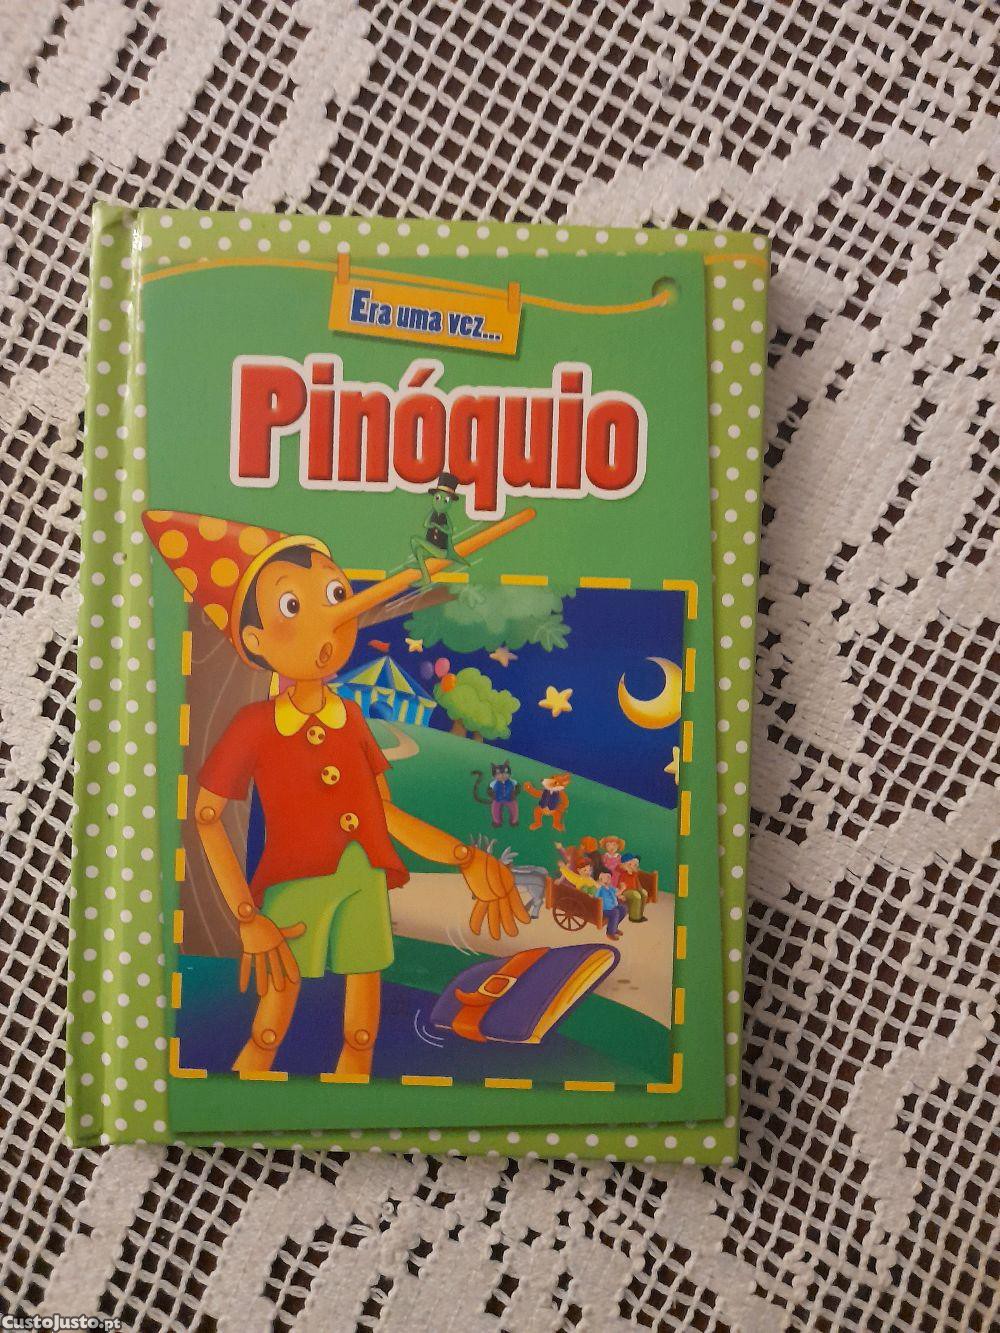 Era uma vez...
Pinóquio
CustoJusto.pt